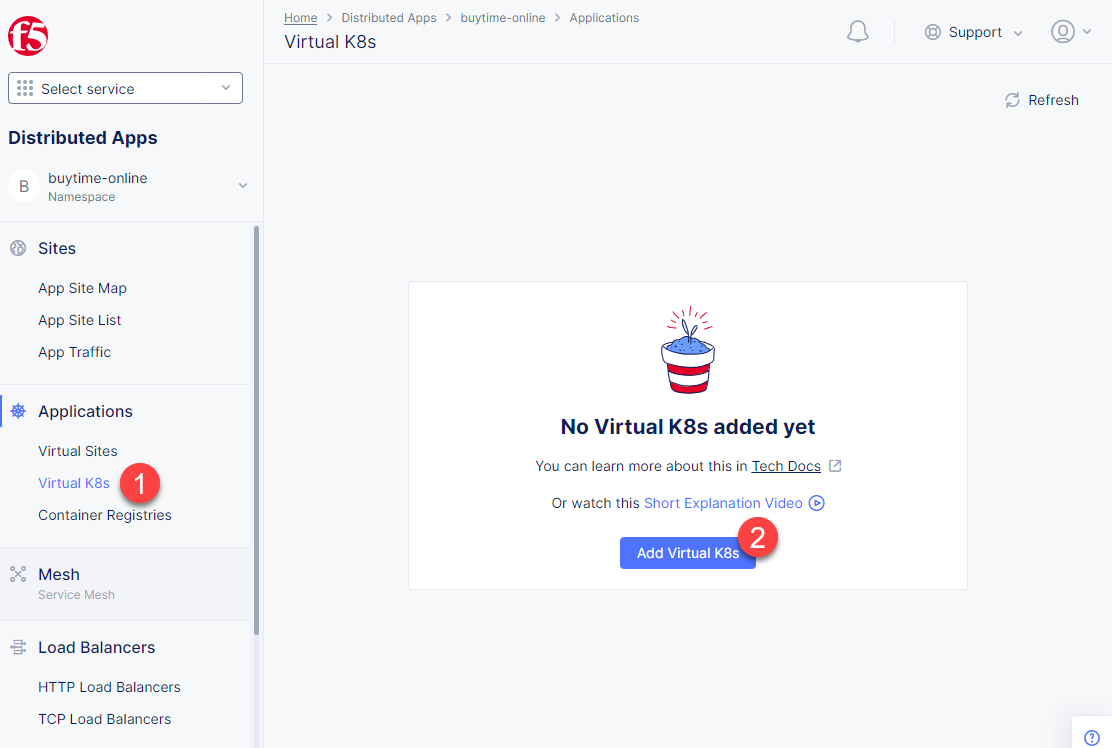 f5
Select service
Distributed Apps
B
buytime-online
Namespace
Sites
App Site Map
App Site List
App Traffic
Applications
Virtual Sites
Virtual K8s
1
Container Registries
Mesh
Service Mesh
Load Balancers
HTTP Load Balancers
TCP Load Balancers
Home > Distributed Apps > buytime-online > Applications
Virtual K8s
Support
Refresh
No Virtual K8s added yet
You can learn more about this in Tech Docs
Or watch this Short Explanation Video
2
Add Virtual K8s
?